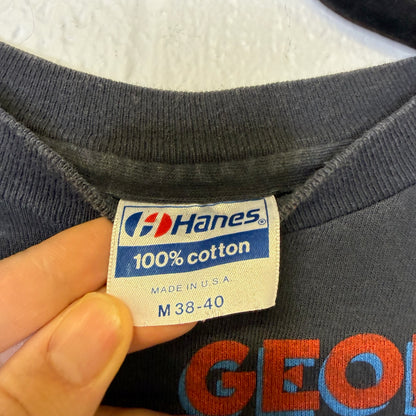 Hanes®
100% cotton
MADE IN U.S.A.
M 38-40
GEO